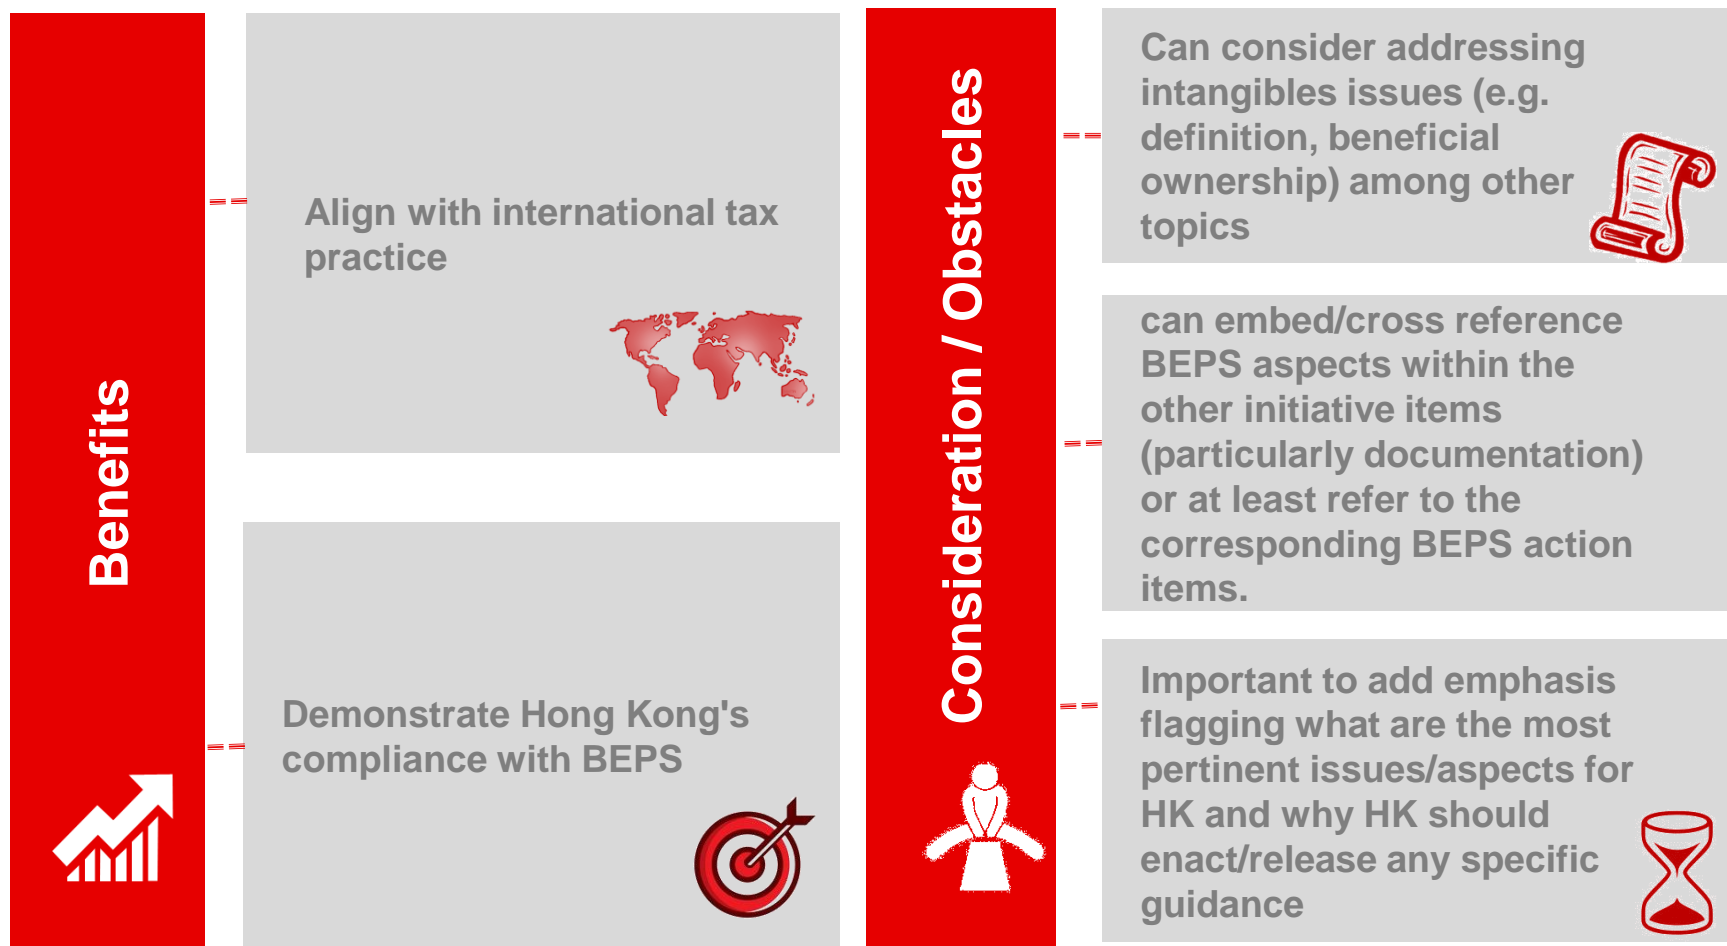 Benefits
Align with international tax
practice
Demonstrate Hong Kong's
compliance with BEPS
Consideration / Obstacles
Can consider addressing
intangibles issues (e.g.
definition, beneficial
ownership) among other
topics
can embed/cross reference
BEPS aspects within the
other initiative items
(particularly documentation)
or at least refer to the
corresponding BEPS action
items.
Important to add emphasis
flagging what are the most
pertinent issues/aspects for
HK and why HK should
enact/release any specific
guidance